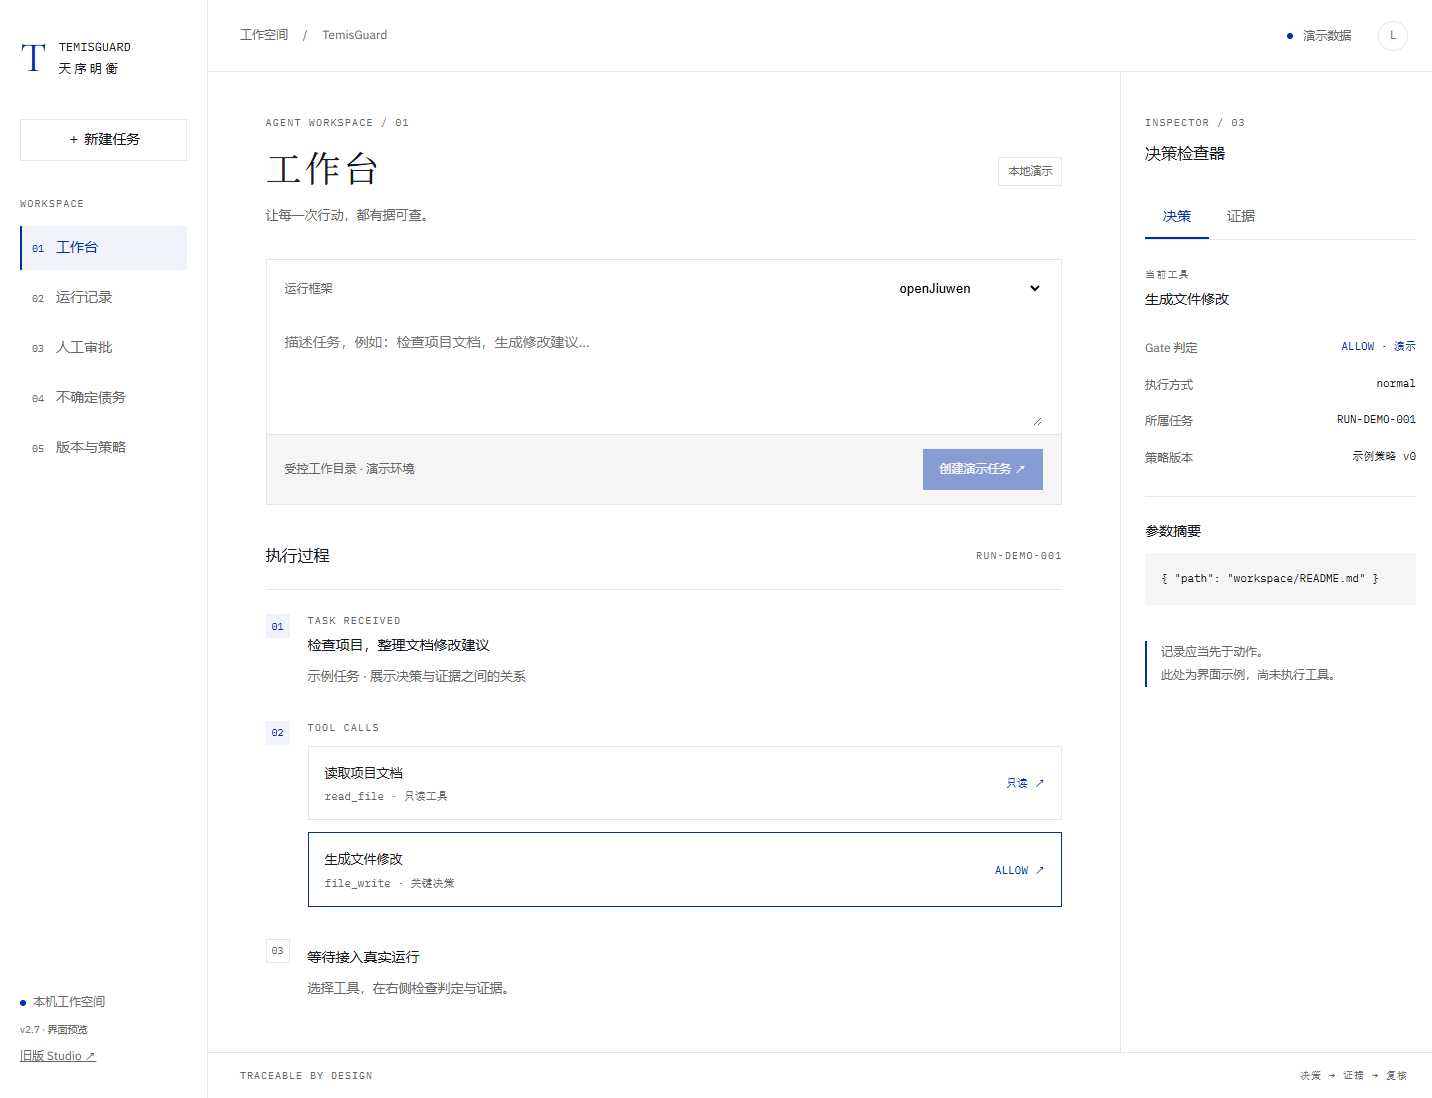 T
TEMISGUARD
天序明衡
+ 新建任务
WORKSPACE
01 工作台
02 运行记录
03 人工审批
04 不确定债务
05 版本与策略
本机工作空间
v2.7 · 界面预览
旧版 Studio ↗
工作空间 / TemisGuard
演示数据
L
AGENT WORKSPACE / 01
工作台
本地演示
让每一次行动，都有据可查。
运行框架
openJiuwen
描述任务，例如：检查项目文档，生成修改建议...
受控工作目录 · 演示环境
创建演示任务 ↗
执行过程
RUN-DEMO-001
01
TASK RECEIVED
检查项目，整理文档修改建议
示例任务 · 展示决策与证据之间的关系
02
TOOL CALLS
读取项目文档
read_file · 只读工具
只读 ↗
生成文件修改
file_write · 关键决策
ALLOW ↗
03
等待接入真实运行
选择工具，在右侧检查判定与证据。
INSPECTOR / 03
决策检查器
决策
证据
当前工具
生成文件修改
Gate 判定 ALLOW · 演示
执行方式 normal
所属任务 RUN-DEMO-001
策略版本 示例策略 v0
参数摘要
{ "path": "workspace/README.md" }
记录应当先于动作。
此处为界面示例，尚未执行工具。
TRACEABLE BY DESIGN
决策 → 证据 → 复核